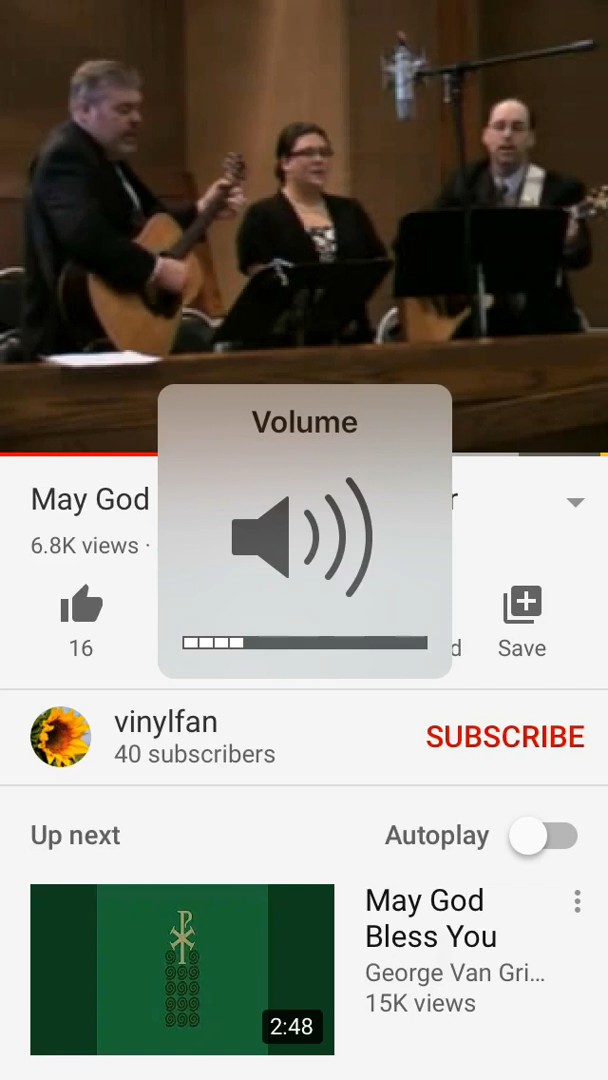 Volume
May God r
6.8K views ·
16 d Save
vinylfan
40 subscribers
SUBSCRIBE
Up next
Autoplay
May God
Bless You
George Van Gri...
15K views
2:48